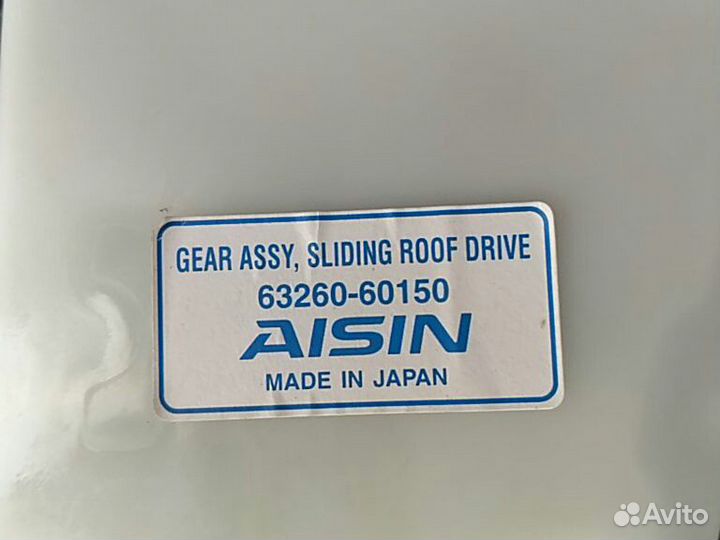 GEAR ASSY, SLIDING ROOF DRIVE
63260-60150
AISIN
MADE IN JAPAN
Avito